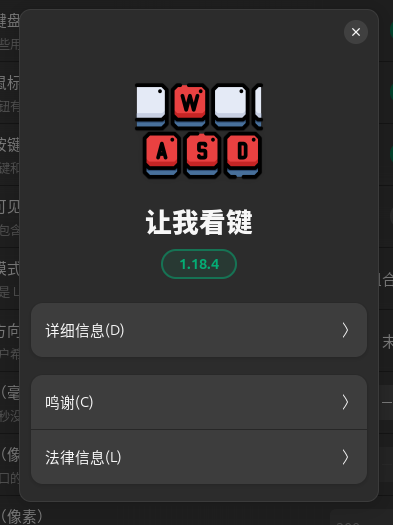 键盘
些用
鼠标
钮有
按键
键和
W
A S D
可见
让我看键
包含
1.18.4
模式
组合
是 L
详细信息(D)
方向
末
户希
鸣谢(C)
(毫
秒没
法律信息(L)
(像
口的
(像素)